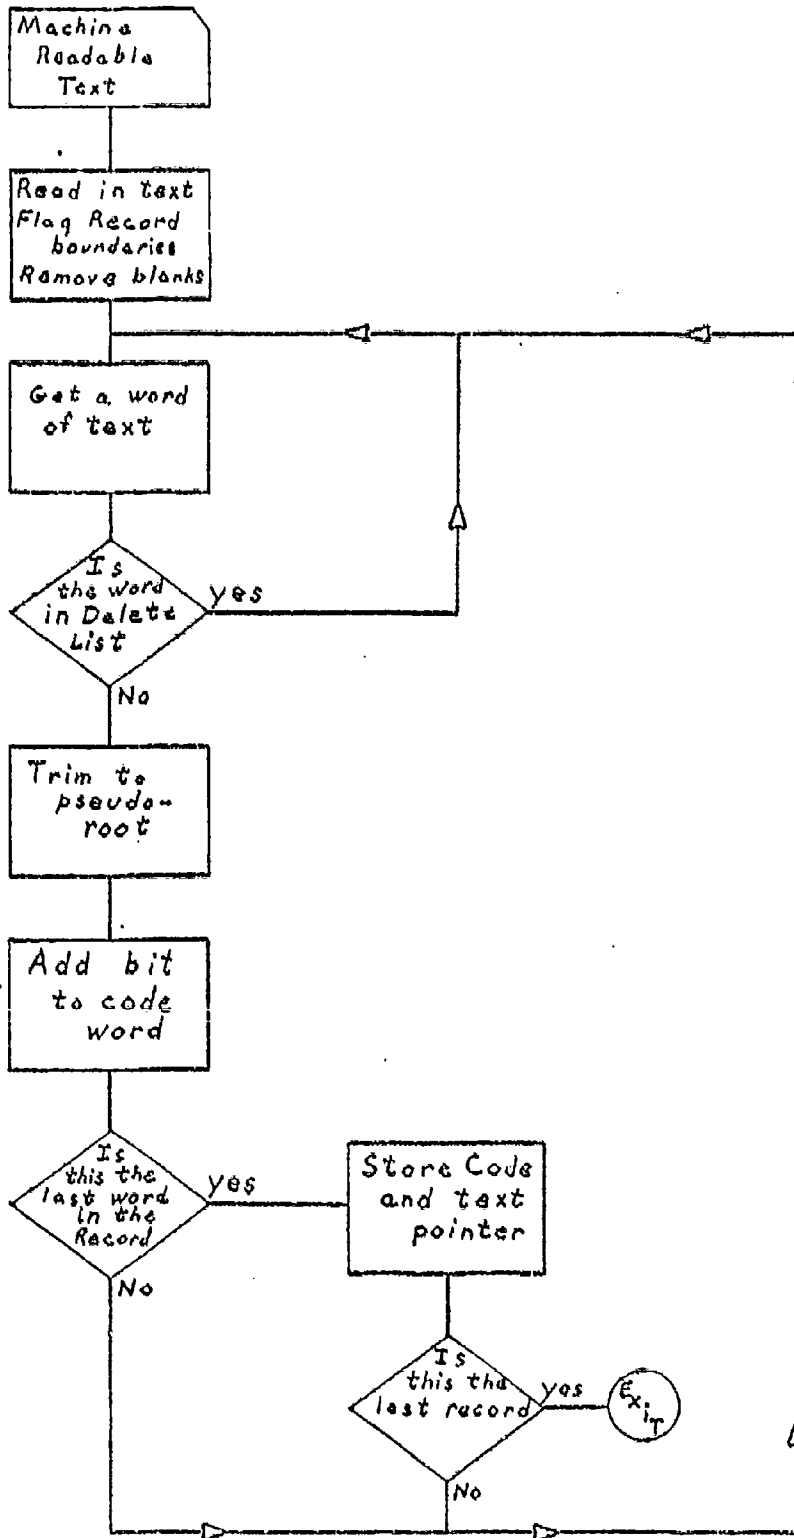 Machine
Readable
Text
Read in text
Flag Record
boundaries
Remove blanks
Get a word
of text
Is
the word
in Delete
List
yes
No
Trim to
pseudo-
root
Add bit
to code
word
Is
this the
last word
in the
Record
yes
No
Store Code
and text
pointer
Is
this the
last record
yes
Exit
No